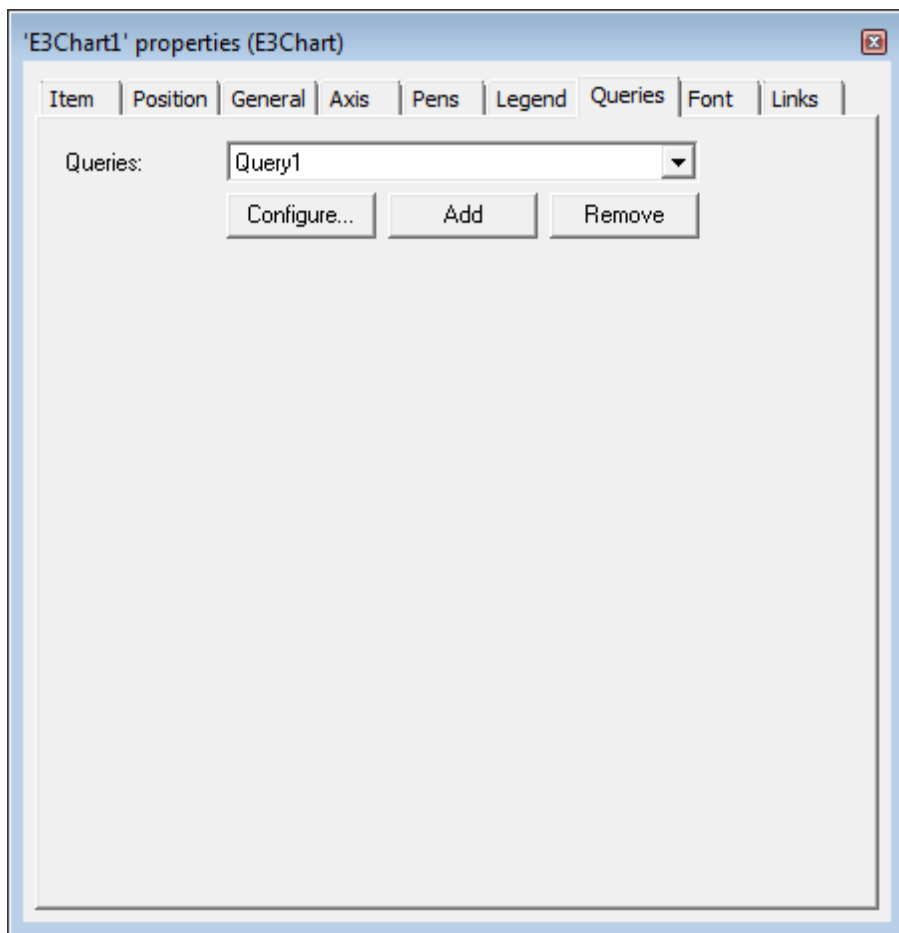 'E3Chart1' properties (E3Chart)
Item Position General Axis Pens Legend Queries Font Links
Queries: Query1
Configure... Add Remove